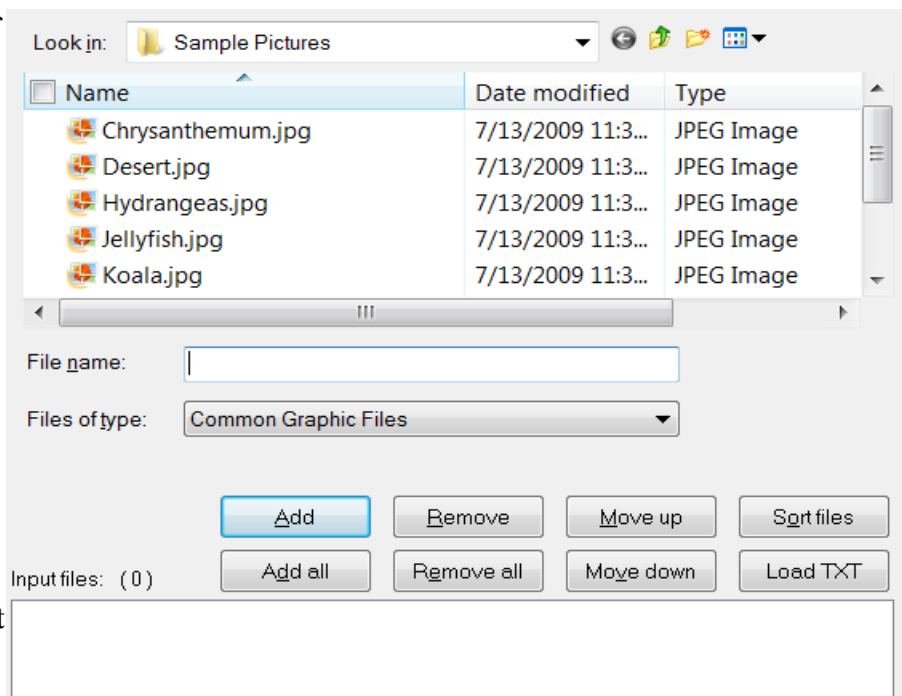 Look in: Sample Pictures
Name Date modified Type
Chrysanthemum.jpg 7/13/2009 11:3... JPEG Image
Desert.jpg 7/13/2009 11:3... JPEG Image
Hydrangeas.jpg 7/13/2009 11:3... JPEG Image
Jellyfish.jpg 7/13/2009 11:3... JPEG Image
Koala.jpg 7/13/2009 11:3... JPEG Image
File name:
Files of type: Common Graphic Files
Add Remove Move up Sort files
Input files: ( 0 ) Add all Remove all Move down Load TXT
t